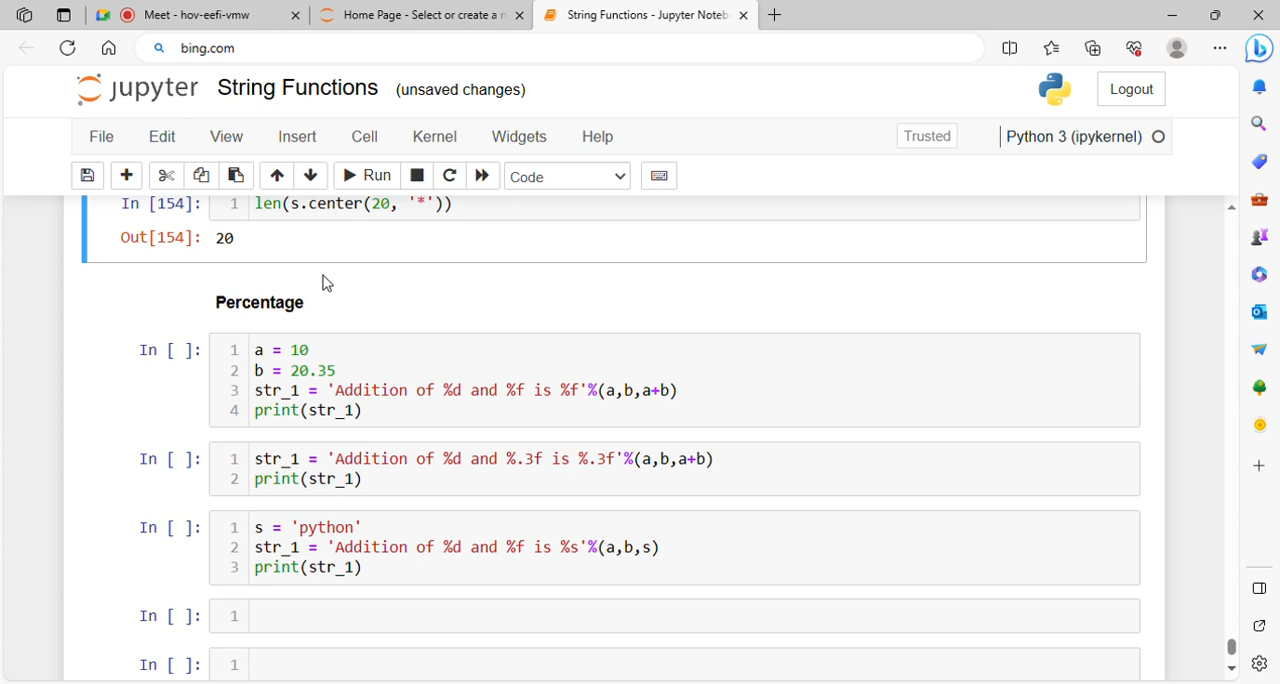 Meet - hov-eefi-vmw
Home Page - Select or create a n
String Functions - Jupyter Noteb
bing.com
jupyter String Functions (unsaved changes)
Logout
File Edit View Insert Cell Kernel Widgets Help
Trusted
Python 3 (ipykernel)
Run
Code
In [154]: 1 len(s.center(20, '*'))
Out[154]: 20
Percentage
In [ ]: 1 a = 10
2 b = 20.35
3 str_1 = 'Addition of %d and %f is %f'%(a,b,a+b)
4 print(str_1)
In [ ]: 1 str_1 = 'Addition of %d and %.3f is %.3f'%(a,b,a+b)
2 print(str_1)
In [ ]: 1 s = 'python'
2 str_1 = 'Addition of %d and %f is %s'%(a,b,s)
3 print(str_1)
In [ ]: 1
In [ ]: 1